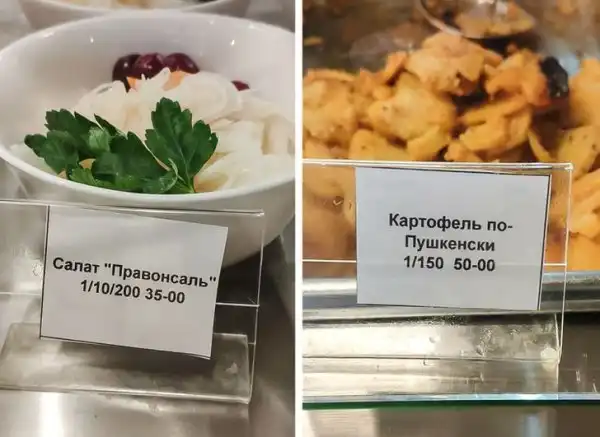 Салат "Правонсаль"
1/10/200 35-00
Картофель по-
Пушкенски
1/150 50-00